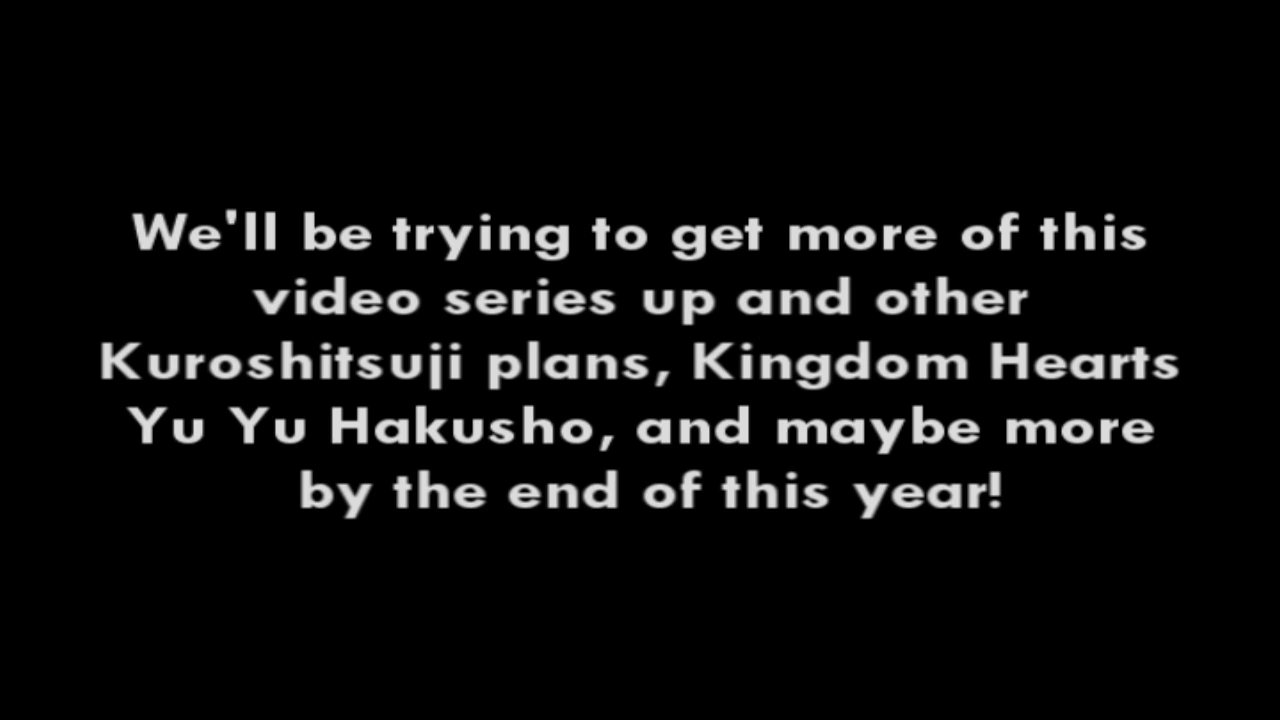 We'll be trying to get more of this
video series up and other
Kuroshitsuji plans, Kingdom Hearts
Yu Yu Hakusho, and maybe more
by the end of this year!